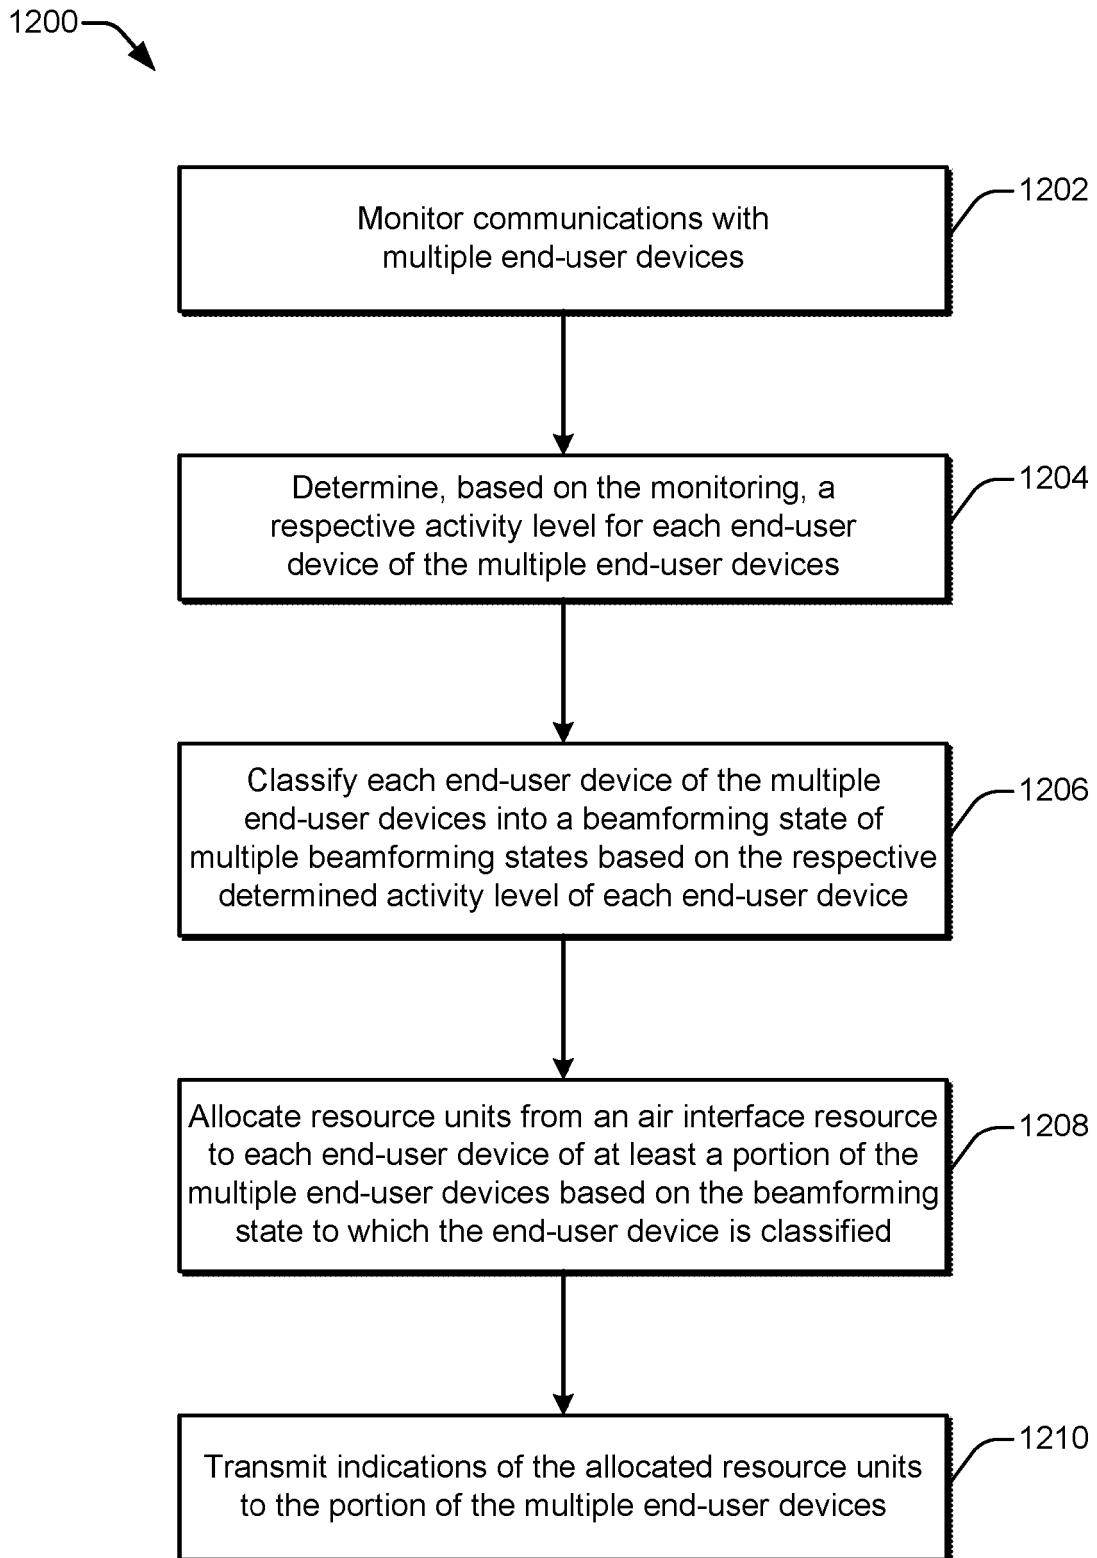 1200
Monitor communications with
multiple end-user devices
1202
Determine, based on the monitoring, a
respective activity level for each end-user
device of the multiple end-user devices
1204
Classify each end-user device of the multiple
end-user devices into a beamforming state of
multiple beamforming states based on the respective
determined activity level of each end-user device
1206
Allocate resource units from an air interface resource
to each end-user device of at least a portion of the
multiple end-user devices based on the beamforming
state to which the end-user device is classified
1208
Transmit indications of the allocated resource units
to the portion of the multiple end-user devices
1210